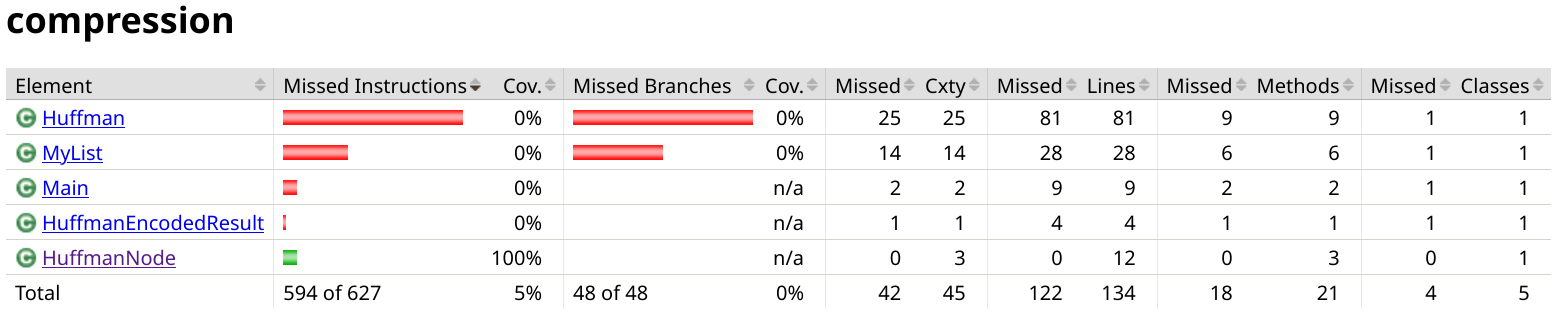 compression
Element Missed Instructions Cov. Missed Branches Cov. Missed Cxty Missed Lines Missed Methods Missed Classes
C Huffman 0% 0% 25 25 81 81 9 9 1 1
C MyList 0% 0% 14 14 28 28 6 6 1 1
C Main 0% n/a 2 2 9 9 2 2 1 1
C HuffmanEncodedResult 0% n/a 1 1 4 4 1 1 1 1
C HuffmanNode 100% n/a 0 3 0 12 0 3 0 1
Total 594 of 627 5% 48 of 48 0% 42 45 122 134 18 21 4 5